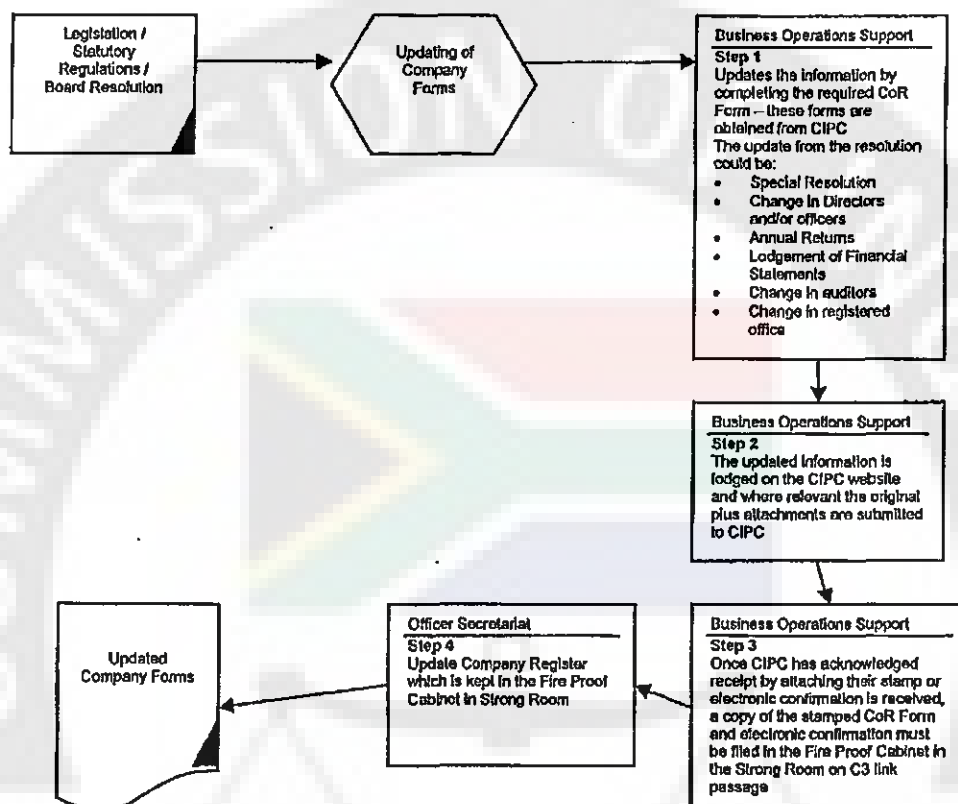 Legislation /
Statutory
Regulations /
Board Resolution
Updating of
Company
Forms
Business Operations Support
Step 1
Updates the information by
completing the required CoR
Form – these forms are
obtained from CIPC
The update from the resolution
could be:
• Special Resolution
• Change in Directors
and/or officers
• Annual Returns
• Lodgement of Financial
Statements
• Change in auditors
• Change in registered
office
Business Operations Support
Step 2
The updated information is
lodged on the CIPC website
and where relevant the original
plus attachments are submitted
to CIPC
Business Operations Support
Step 3
Once CIPC has acknowledged
receipt by attaching their stamp or
electronic confirmation is received,
a copy of the stamped CoR Form
and electronic confirmation must
be filed in the Fire Proof Cabinet in
the Strong Room on C3 link
passage
Officer Secretariat
Step 4
Update Company Register
which is kept in the Fire Proof
Cabinet in Strong Room
Updated
Company Forms